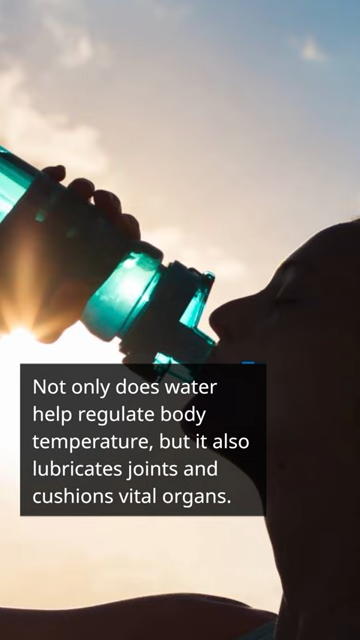 Not only does water
help regulate body
temperature, but it also
lubricates joints and
cushions vital organs.